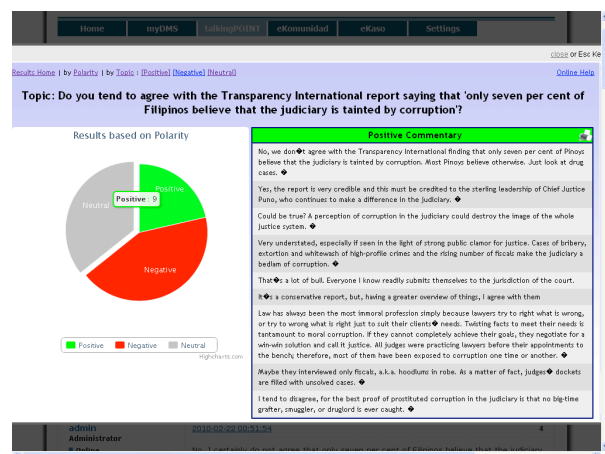 Home myDMS talkingPOINT eKomunidad eKaso Settings
close or Esc Ke
Results Home | by Polarity | by Topic : [Positive] [Negative] [Neutral]
Online Help
Topic: Do you tend to agree with the Transparency International report saying that 'only seven per cent of
Filipinos believe that the judiciary is tainted by corruption'?
Results based on Polarity
Positive
Neutral
Positive: 9
Negative
Positive Negative Neutral
Highcharts.com
Positive Commentary
No, we don�t agree with the Transparency International finding that only seven per cent of Pinoys
believe that the judiciary is tainted by corruption. Most Pinoys believe otherwise. Just look at drug
cases. �
Yes, the report is very credible and this must be credited to the sterling leadership of Chief Justice
Puno, who continues to make a difference in the judiciary. �
Could be true? A perception of corruption in the judiciary could destroy the image of the whole
justice system. �
Very understated, especially if seen in the light of strong public clamor for justice. Cases of bribery,
extortion and whitewash of high-profile crimes and the rising number of fiscals make the judiciary a
bedlam of corruption. �
That�s a lot of bull. Everyone I know readily submits themselves to the jurisdiction of the court.
It�s a conservative report, but, having a greater overview of things, I agree with them
Law has always been the most immoral profession simply because lawyers try to right what is wrong,
or try to wrong what is right just to suit their clients� needs. Twisting facts to meet their needs is
tantamount to moral corruption. If they cannot completely achieve their goals, they negotiate for a
win-win solution and call it justice. All judges were practicing lawyers before their appointments to
the bench; therefore, most of them have been exposed to corruption one time or another. �
Maybe they interviewed only fiscals, a.k.a. hoodlums in robe. As a matter of fact, judges� dockets
are filled with unsolved cases. �
I tend to disagree, for the best proof of prostituted corruption in the judiciary is that no big-time
grafter, smuggler, or druglord is ever caught. �
admin 2010-02-22 00:51:54 4
Administrator
No, I certainly do not agree that only seven per cent of Filipinos believe that the judiciary